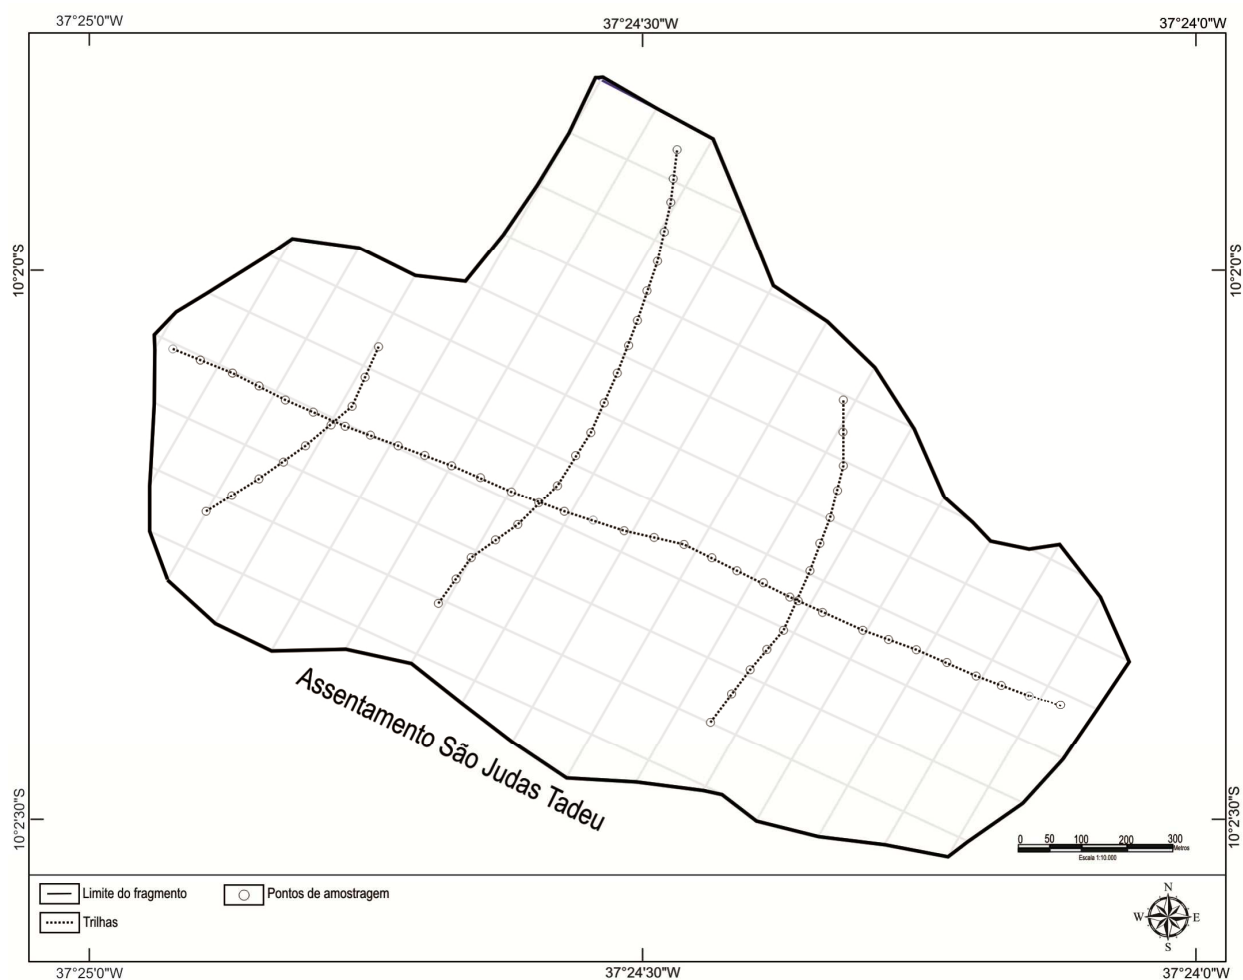 37°25'0"W 37°24'30"W 37°24'0"W
10°2'0"S 10°2'0"S
Assentamento São Judas Tadeu
10°2'30"S 10°2'30"S
0 50 100 200 300
Metros
Escala 1:10.000
Limite do fragmento Pontos de amostragem
Trilhas
N
W E
S
37°25'0"W 37°24'30"W 37°24'0"W